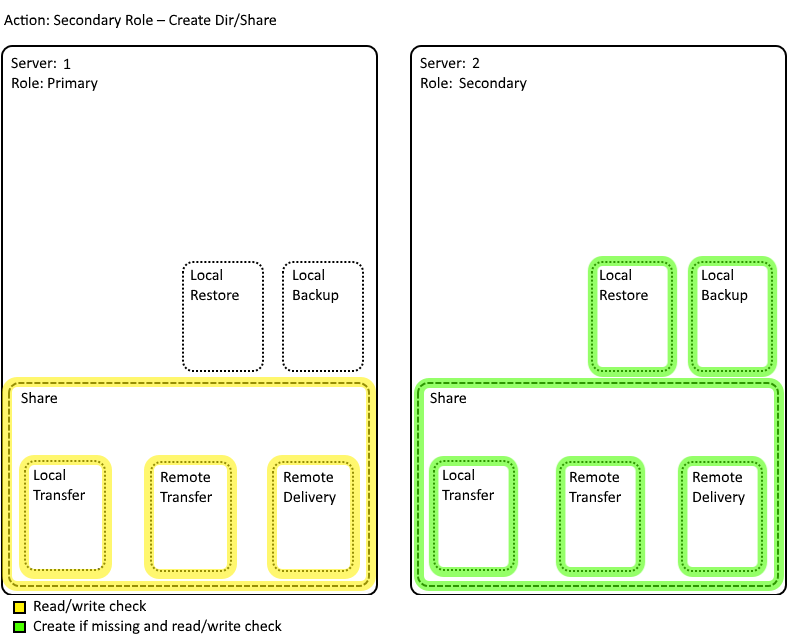 Action: Secondary Role – Create Dir/Share
Server: 1
Role: Primary
Local
Restore
Local
Backup
Share
Local
Transfer
Remote
Transfer
Remote
Delivery
Server: 2
Role: Secondary
Local
Restore
Local
Backup
Share
Local
Transfer
Remote
Transfer
Remote
Delivery
Read/write check
Create if missing and read/write check